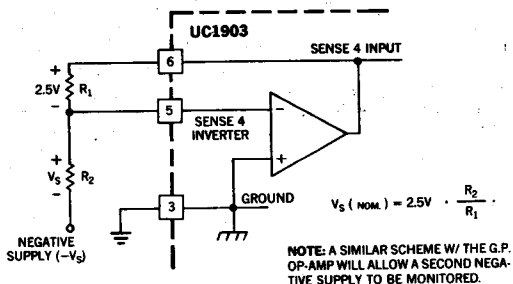 UC1903
SENSE 4 INPUT
6
+
2.5V R₁
-
5
-
SENSE 4
INVERTER
+
+
Vₛ R₂
-
3
GROUND
Vₛ ( NOM. ) = 2.5V · R₂ / R₁ ·
NEGATIVE
SUPPLY (-Vₛ)
NOTE: A SIMILAR SCHEME W/ THE G.P.
OP-AMP WILL ALLOW A SECOND NEGA-
TIVE SUPPLY TO BE MONITORED.